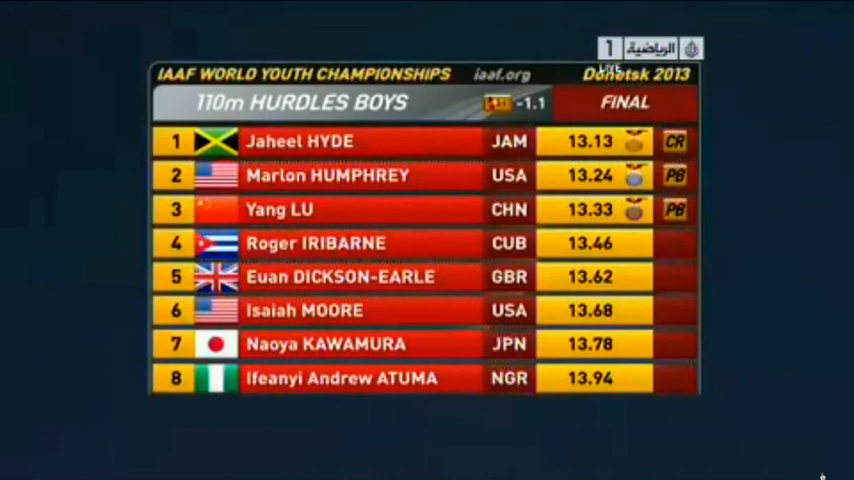 1 الرياضية
LIVE
IAAF WORLD YOUTH CHAMPIONSHIPS iaaf.org Donetsk 2013
110m HURDLES BOYS -1.1 FINAL
1 Jaheel HYDE JAM 13.13 CR
2 Marlon HUMPHREY USA 13.24 PB
3 Yang LU CHN 13.33 PB
4 Roger IRIBARNE CUB 13.46
5 Euan DICKSON-EARLE GBR 13.62
6 Isaiah MOORE USA 13.68
7 Naoya KAWAMURA JPN 13.78
8 Ifeanyi Andrew ATUMA NGR 13.94